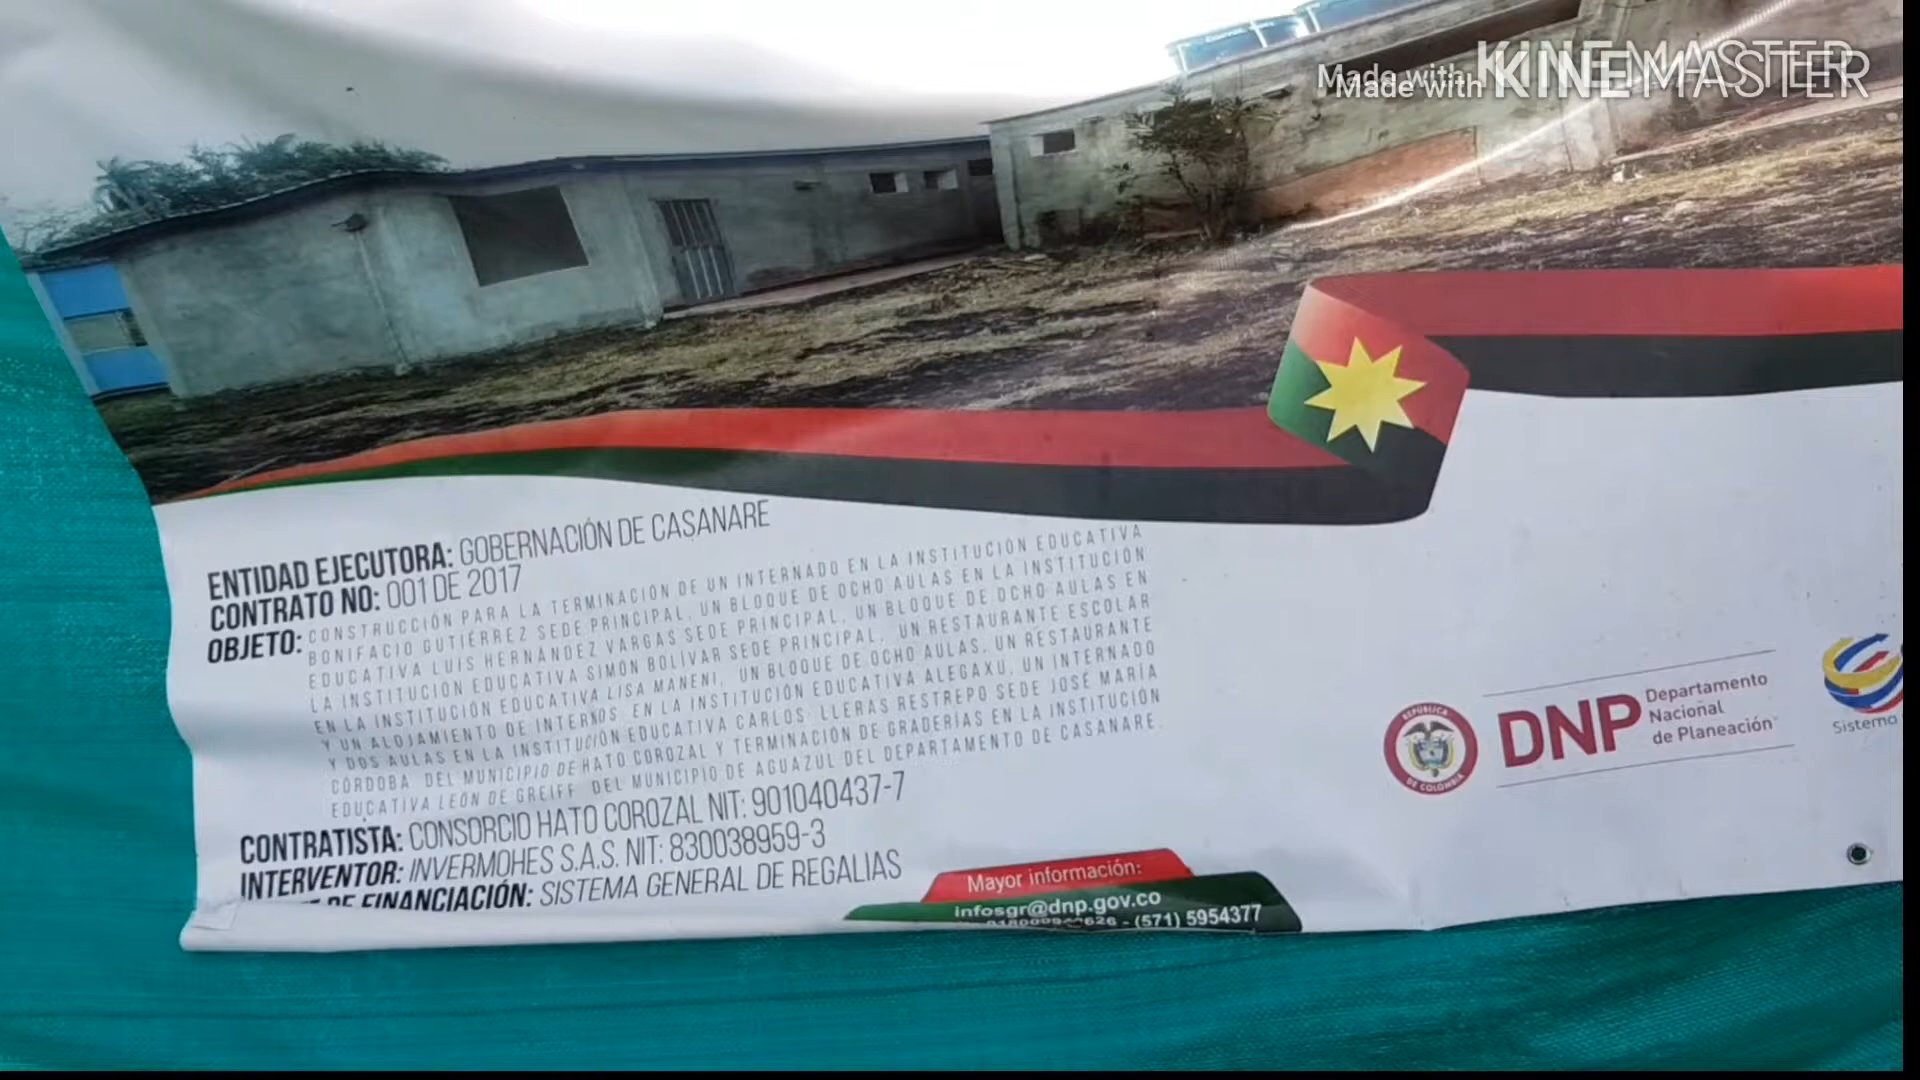 Made with KINEMASTER
Made with KINEMASTER
ENTIDAD EJECUTORA: GOBERNACIÓN DE CASANARE
CONTRATO NO: 001 DE 2017
OBJETO: CONSTRUCCIÓN PARA LA TERMINACIÓN DE UN INTERNADO EN LA INSTITUCIÓN EDUCATIVA
BONIFACIO GUTIÉRREZ SEDE PRINCIPAL, UN BLOQUE DE OCHO AULAS EN LA INSTITUCIÓN
EDUCATIVA LUIS HERNÁNDEZ VARGAS SEDE PRINCIPAL, UN BLOQUE DE OCHO AULAS EN
LA INSTITUCIÓN EDUCATIVA SIMÓN BOLÍVAR SEDE PRINCIPAL, UN RESTAURANTE ESCOLAR
EN LA INSTITUCIÓN EDUCATIVA LISA MANENI, UN BLOQUE DE OCHO AULAS, UN RESTAURANTE
Y UN ALOJAMIENTO DE INTERNOS EN LA INSTITUCIÓN EDUCATIVA ALEGAXU, UN INTERNADO
Y DOS AULAS EN LA INSTITUCIÓN EDUCATIVA CARLOS LLERAS RESTREPO SEDE JOSÉ MARÍA
CÓRDOBA DEL MUNICIPIO DE HATO COROZAL Y TERMINACIÓN DE GRADERÍAS EN LA INSTITUCIÓN
EDUCATIVA LEÓN DE GREIFF DEL MUNICIPIO DE AGUAZUL DEL DEPARTAMENTO DE CASANARE.
CONTRATISTA: CONSORCIO HATO COROZAL NIT: 901040437-7
INTERVENTOR: INVERMOHES S.A.S. NIT: 830038959-3
DE FINANCIACIÓN: SISTEMA GENERAL DE REGALIAS
Mayor información:
infosgr@dnp.gov.co
- (571) 5954377
REPÚBLICA DE COLOMBIA
DNP Departamento
Nacional
de Planeación
Sistema